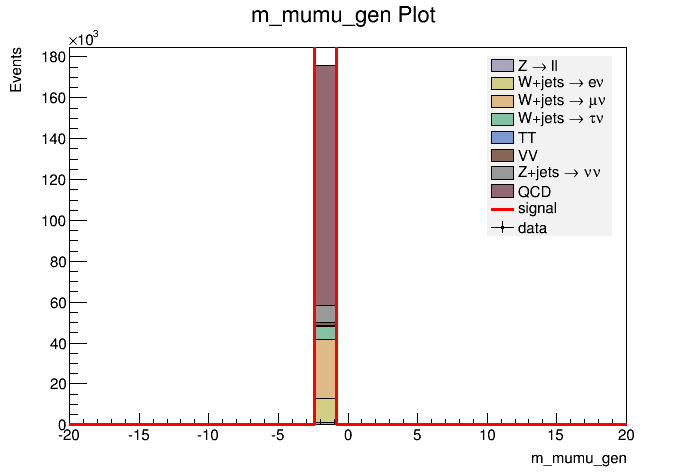 m_mumu_gen Plot
×10³
Events
180
160
140
120
100
80
60
40
20
0
-20 -15 -10 -5 0 5 10 15 20
m_mumu_gen
Z → ll
W+jets → eν
W+jets → μν
W+jets → τν
TT
VV
Z+jets → νν
QCD
signal
data